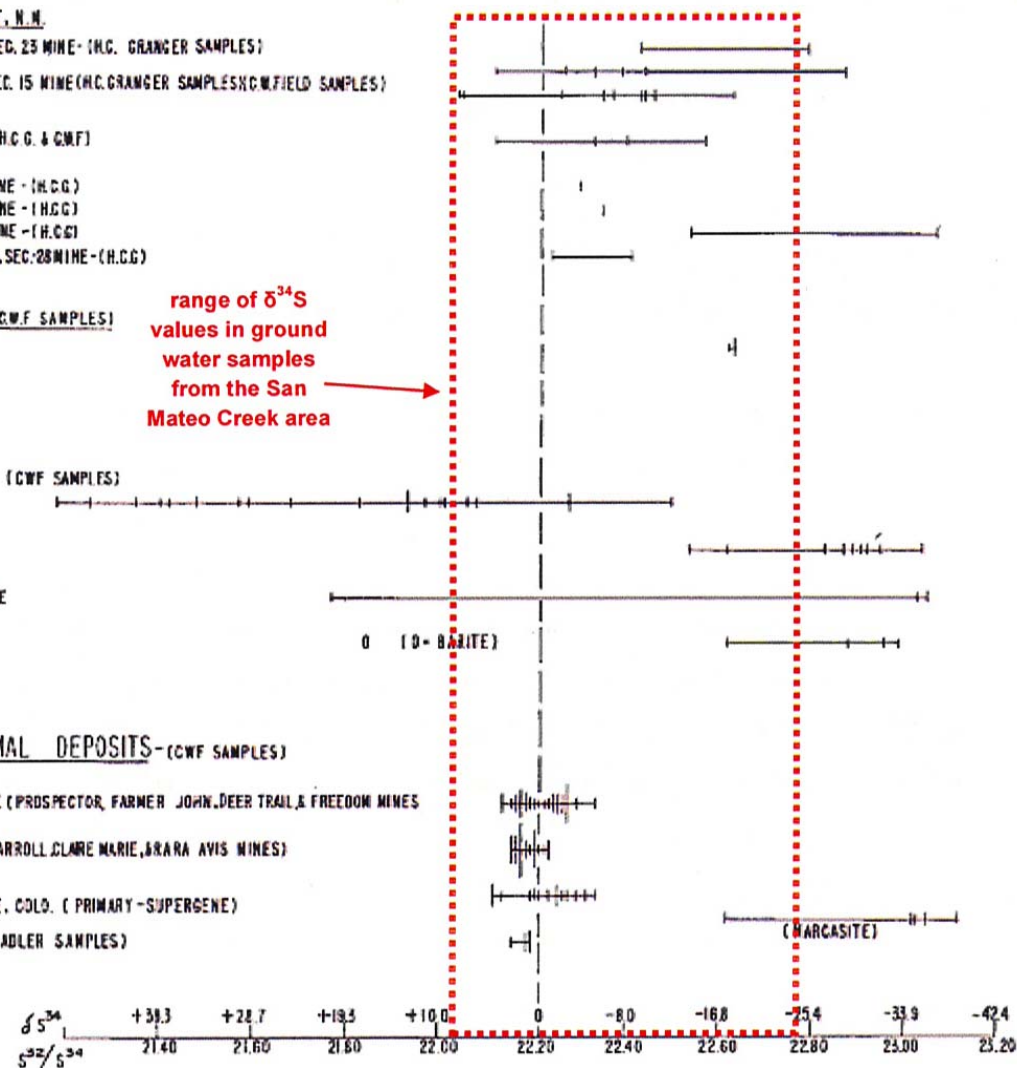 T, N.M.
EC. 23 MINE-(H.C. GRANGER SAMPLES)
EC. 15 MINE (H.C. GRANGER SAMPLES)(C.W. FIELD SAMPLES)
H.C.G. & C.W.F)
NE - (H.C.G.)
NE - (H.C.G)
NE - (H.C.G)
, SEC. 28 MINE - (H.C.G)
C.W.F SAMPLES)
range of δ³⁴S
values in ground
water samples
from the San
Mateo Creek area
(CWF SAMPLES)
E
O (O - BARITE)
MAL DEPOSITS-(CWF SAMPLES)
(PROSPECTOR, FARMER JOHN, DEER TRAIL, & FREEDOM MINES
ARROLL, CLARE MARIE, & RARA AVIS MINES)
E, COLO. (PRIMARY-SUPERGENE)
(MARCASITE)
ADLER SAMPLES)
δS³⁴ +38.3 +28.7 +19.3 +10.0 0 -8.0 -16.8 -25.4 -33.9 -42.4
S³²/S³⁴ 21.40 21.60 21.80 22.00 22.20 22.40 22.60 22.80 23.00 23.20